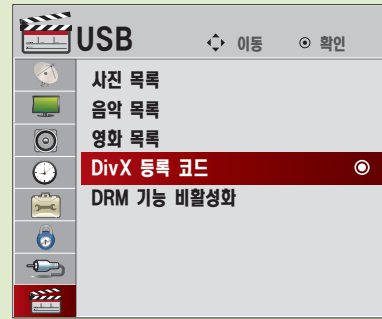 USB 이동 확인
사진 목록
음악 목록
영화 목록
DivX 등록 코드
DRM 기능 비활성화